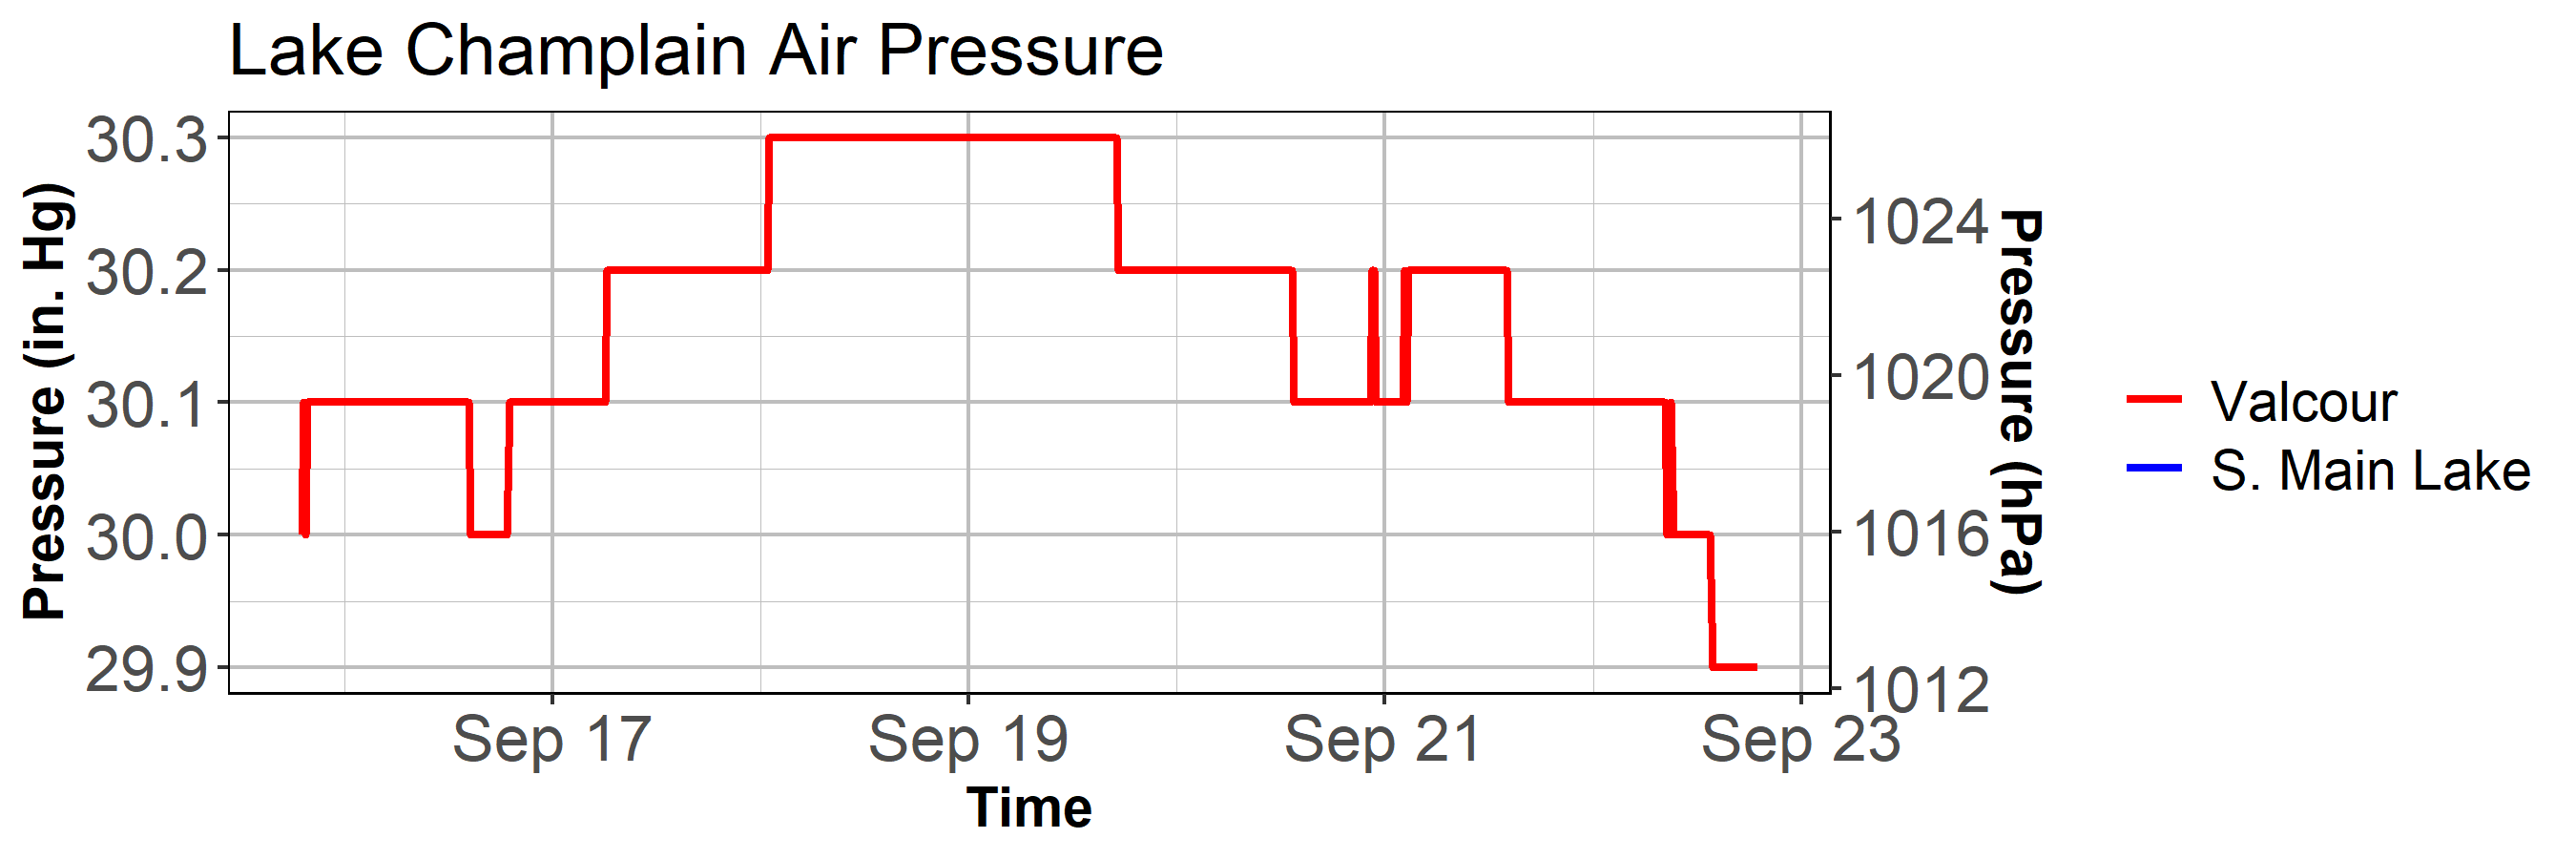 Lake Champlain Air Pressure
Pressure (in. Hg)
30.3
30.2
30.1
30.0
29.9
1024
1020
1016
1012
Pressure (hPa)
Sep 17
Sep 19
Sep 21
Sep 23
Time
Valcour
S. Main Lake